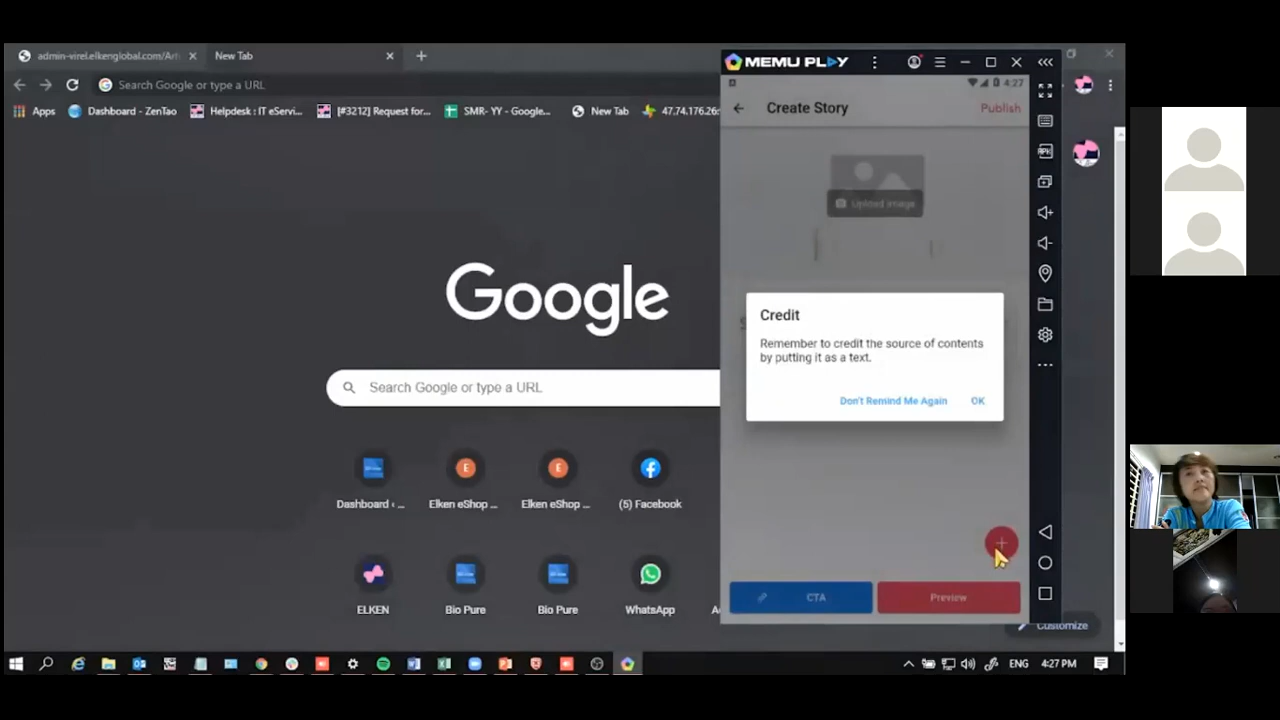 admin-virel.elkenglobal.com/Art
New Tab
Search Google or type a URL
Apps
Dashboard - ZenTao
Helpdesk : IT eServi...
[#3212] Request for...
SMR- YY - Google...
New Tab
47.74.176.26:
Google
Search Google or type a URL
Dashboard ‹ ...
Elken eShop ...
Elken eShop ...
(5) Facebook
ELKEN
Bio Pure
Bio Pure
WhatsApp
Customize
MEMU PLAY
4:27
Create Story
Publish
Upload image
Credit
Remember to credit the source of contents
by putting it as a text.
Don't Remind Me Again
OK
CTA
Preview
APK
ENG
4:27 PM